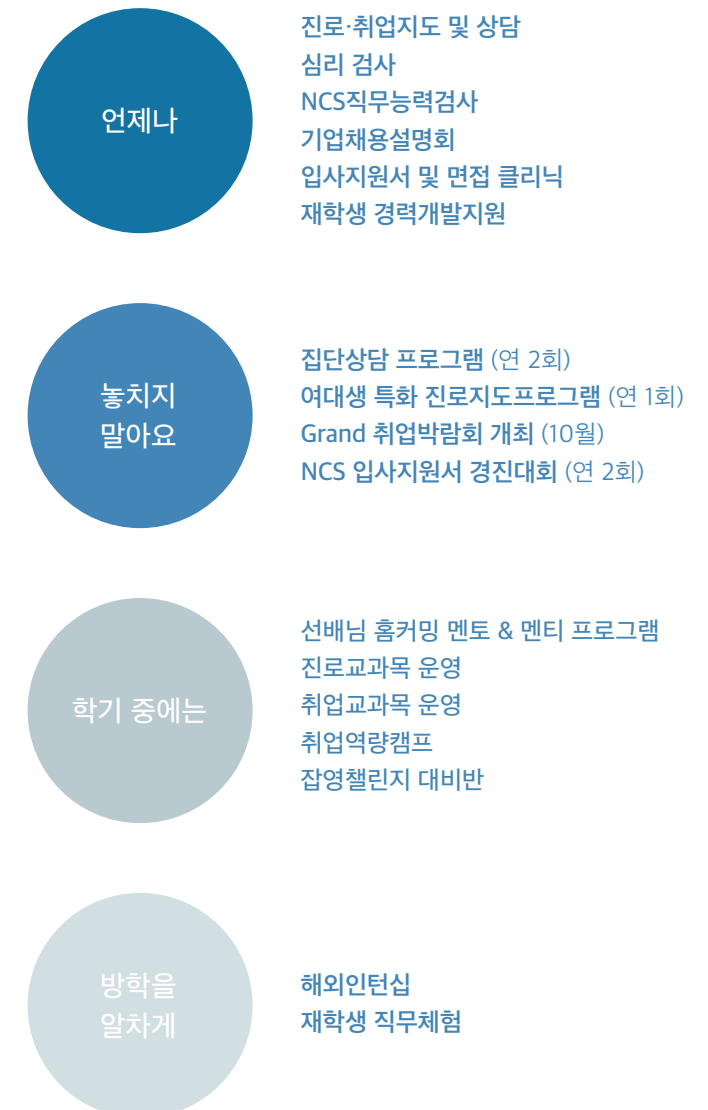 언제나
진로·취업지도 및 상담
심리 검사
NCS직무능력검사
기업채용설명회
입사지원서 및 면접 클리닉
재학생 경력개발지원
놓치지
말아요
집단상담 프로그램 (연 2회)
여대생 특화 진로지도프로그램 (연 1회)
Grand 취업박람회 개최 (10월)
NCS 입사지원서 경진대회 (연 2회)
학기 중에는
선배님 홈커밍 멘토 & 멘티 프로그램
진로교과목 운영
취업교과목 운영
취업역량캠프
잡영챌린지 대비반
방학을
알차게
해외인턴십
재학생 직무체험